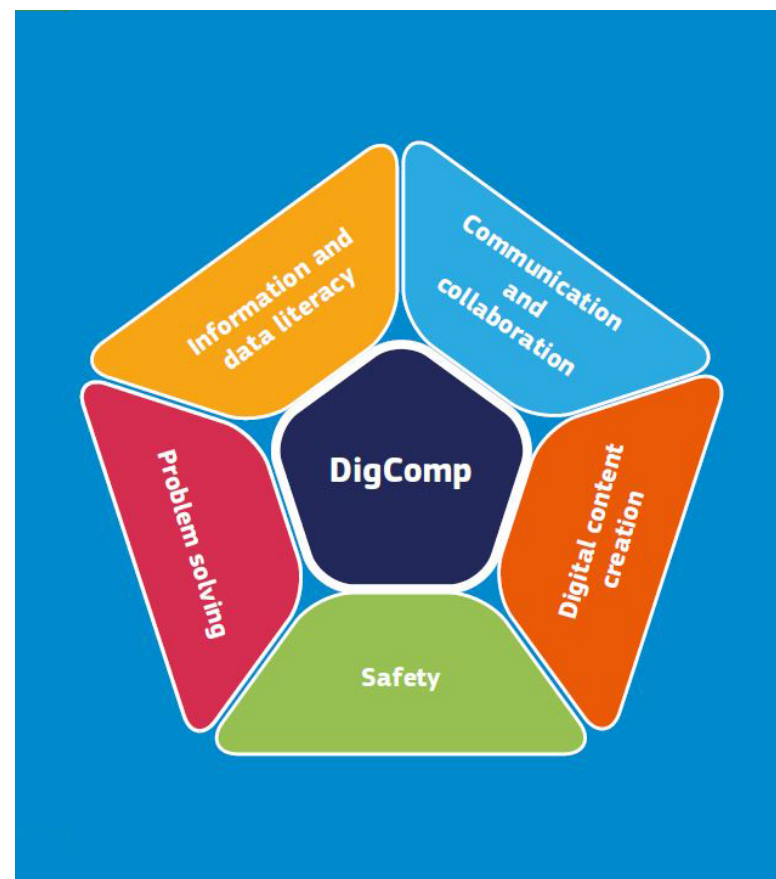 Information and
data literacy
Communication
and
collaboration
DigComp
Problem solving
Digital content
creation
Safety